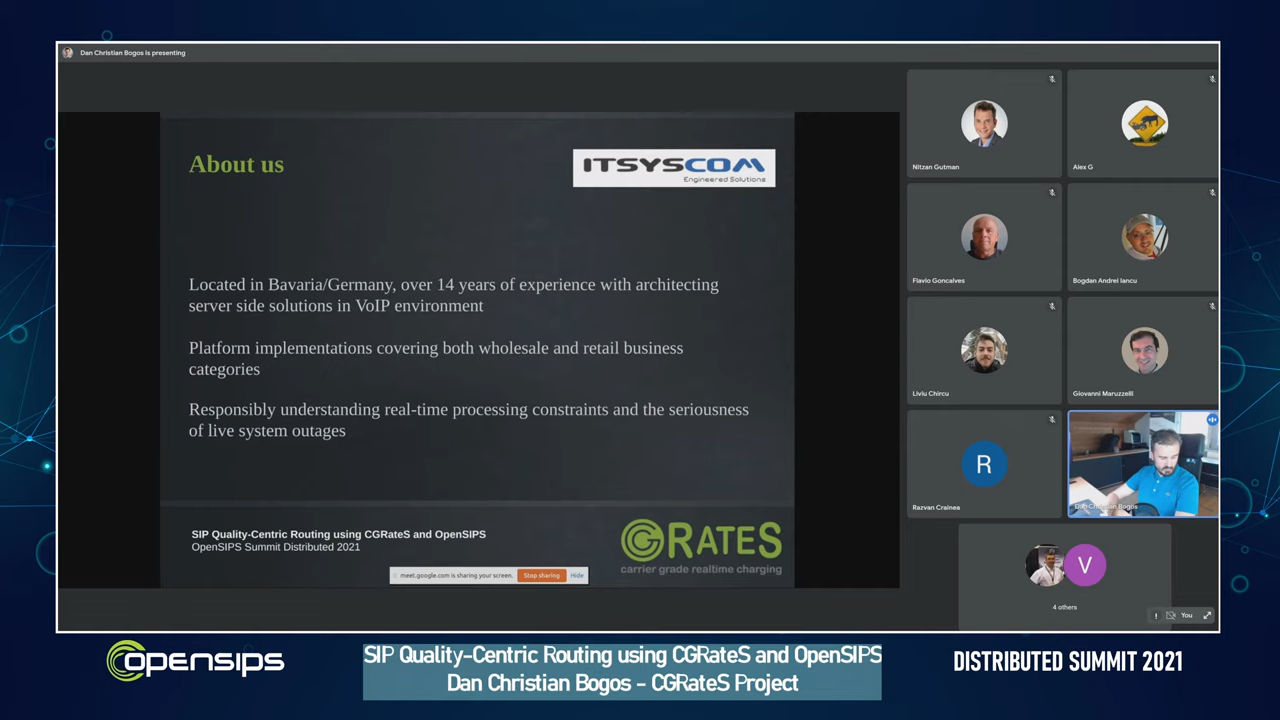 Dan Christian Bogos is presenting
About us
ITSYSCOM
Engineered Solutions
Located in Bavaria/Germany, over 14 years of experience with architecting
server side solutions in VoIP environment
Platform implementations covering both wholesale and retail business
categories
Responsibly understanding real-time processing constraints and the seriousness
of live system outages
SIP Quality-Centric Routing using CGRateS and OpenSIPS
OpenSIPS Summit Distributed 2021
CGRATES
carrier grade realtime charging
meet.google.com is sharing your screen.
Stop sharing
Hide
Nitzan Gutman
Alex G
Flavio Goncalves
Bogdan Andrei Iancu
Liviu Chircu
Giovanni Maruzzelli
R
Razvan Crainea
Dan Christian Bogos
V
4 others
You
OPENSIPS
SIP Quality-Centric Routing using CGRateS and OpenSIPS
Dan Christian Bogos - CGRateS Project
DISTRIBUTED SUMMIT 2021